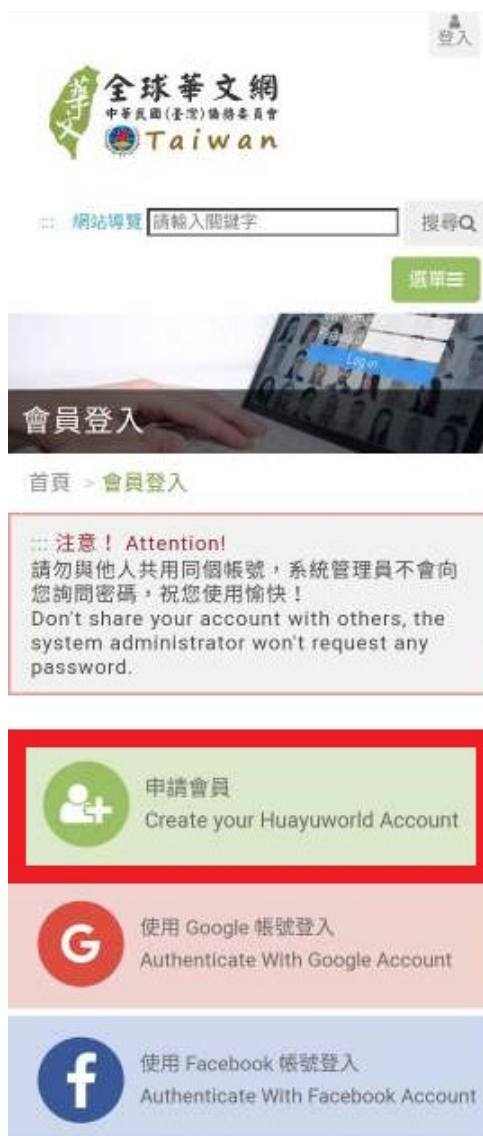 登入
華文
全球華文網
中華民國(臺灣)僑務委員會
Taiwan
::: 網站導覽 請輸入關鍵字 搜尋
選單
Log in
會員登入
首頁 > 會員登入
::: 注意! Attention!
請勿與他人共用同個帳號,系統管理員不會向
您詢問密碼,祝您使用愉快!
Don't share your account with others, the
system administrator won't request any
password.
申請會員
Create your Huayuworld Account
G
使用 Google 帳號登入
Authenticate With Google Account
f
使用 Facebook 帳號登入
Authenticate With Facebook Account